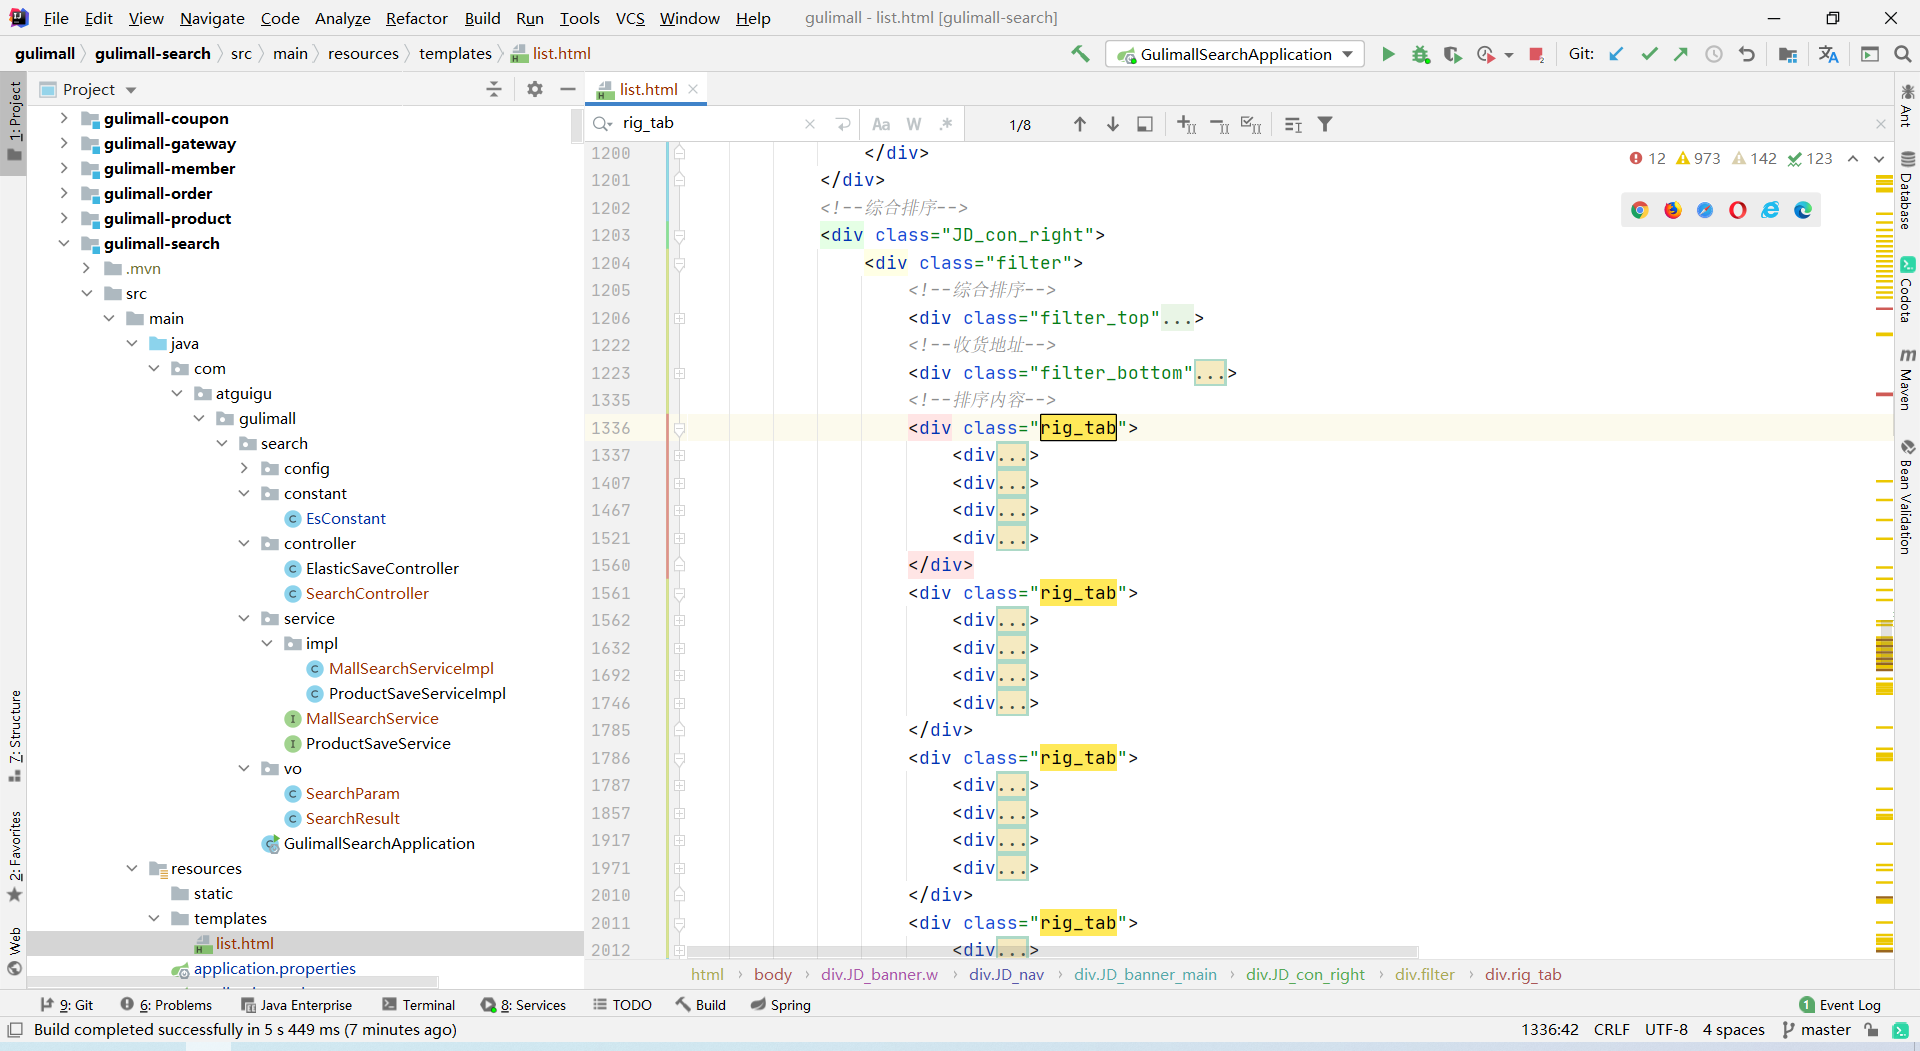 File Edit View Navigate Code Analyze Refactor Build Run Tools VCS Window Help gulimall - list.html [gulimall-search]
gulimall gulimall-search src main resources templates list.html GulimallSearchApplication Git:
1: Project
7: Structure
2: Favorites
Web
Project
gulimall-coupon
gulimall-gateway
gulimall-member
gulimall-order
gulimall-product
gulimall-search
.mvn
src
main
java
com
atguigu
gulimall
search
config
constant
EsConstant
controller
ElasticSaveController
SearchController
service
impl
MallSearchServiceImpl
ProductSaveServiceImpl
MallSearchService
ProductSaveService
vo
SearchParam
SearchResult
GulimallSearchApplication
resources
static
templates
list.html
application.properties
list.html
rig_tab Aa W .* 1/8
12 973 142 123
1200 </div>
1201 </div>
1202 <!--综合排序-->
1203 <div class="JD_con_right">
1204 <div class="filter">
1205 <!--综合排序-->
1206 <div class="filter_top"...>
1222 <!--收货地址-->
1223 <div class="filter_bottom"...>
1335 <!--排序内容-->
1336 <div class="rig_tab">
1337 <div...>
1407 <div...>
1467 <div...>
1521 <div...>
1560 </div>
1561 <div class="rig_tab">
1562 <div...>
1632 <div...>
1692 <div...>
1746 <div...>
1785 </div>
1786 <div class="rig_tab">
1787 <div...>
1857 <div...>
1917 <div...>
1971 <div...>
2010 </div>
2011 <div class="rig_tab">
2012 <div...>
html › body › div.JD_banner.w › div.JD_nav › div.JD_banner_main › div.JD_con_right › div.filter › div.rig_tab
Ant
Database
Codota
m Maven
Bean Validation
9: Git 6: Problems Java Enterprise Terminal 8: Services TODO Build Spring 1 Event Log
Build completed successfully in 5 s 449 ms (7 minutes ago) 1336:42 CRLF UTF-8 4 spaces master